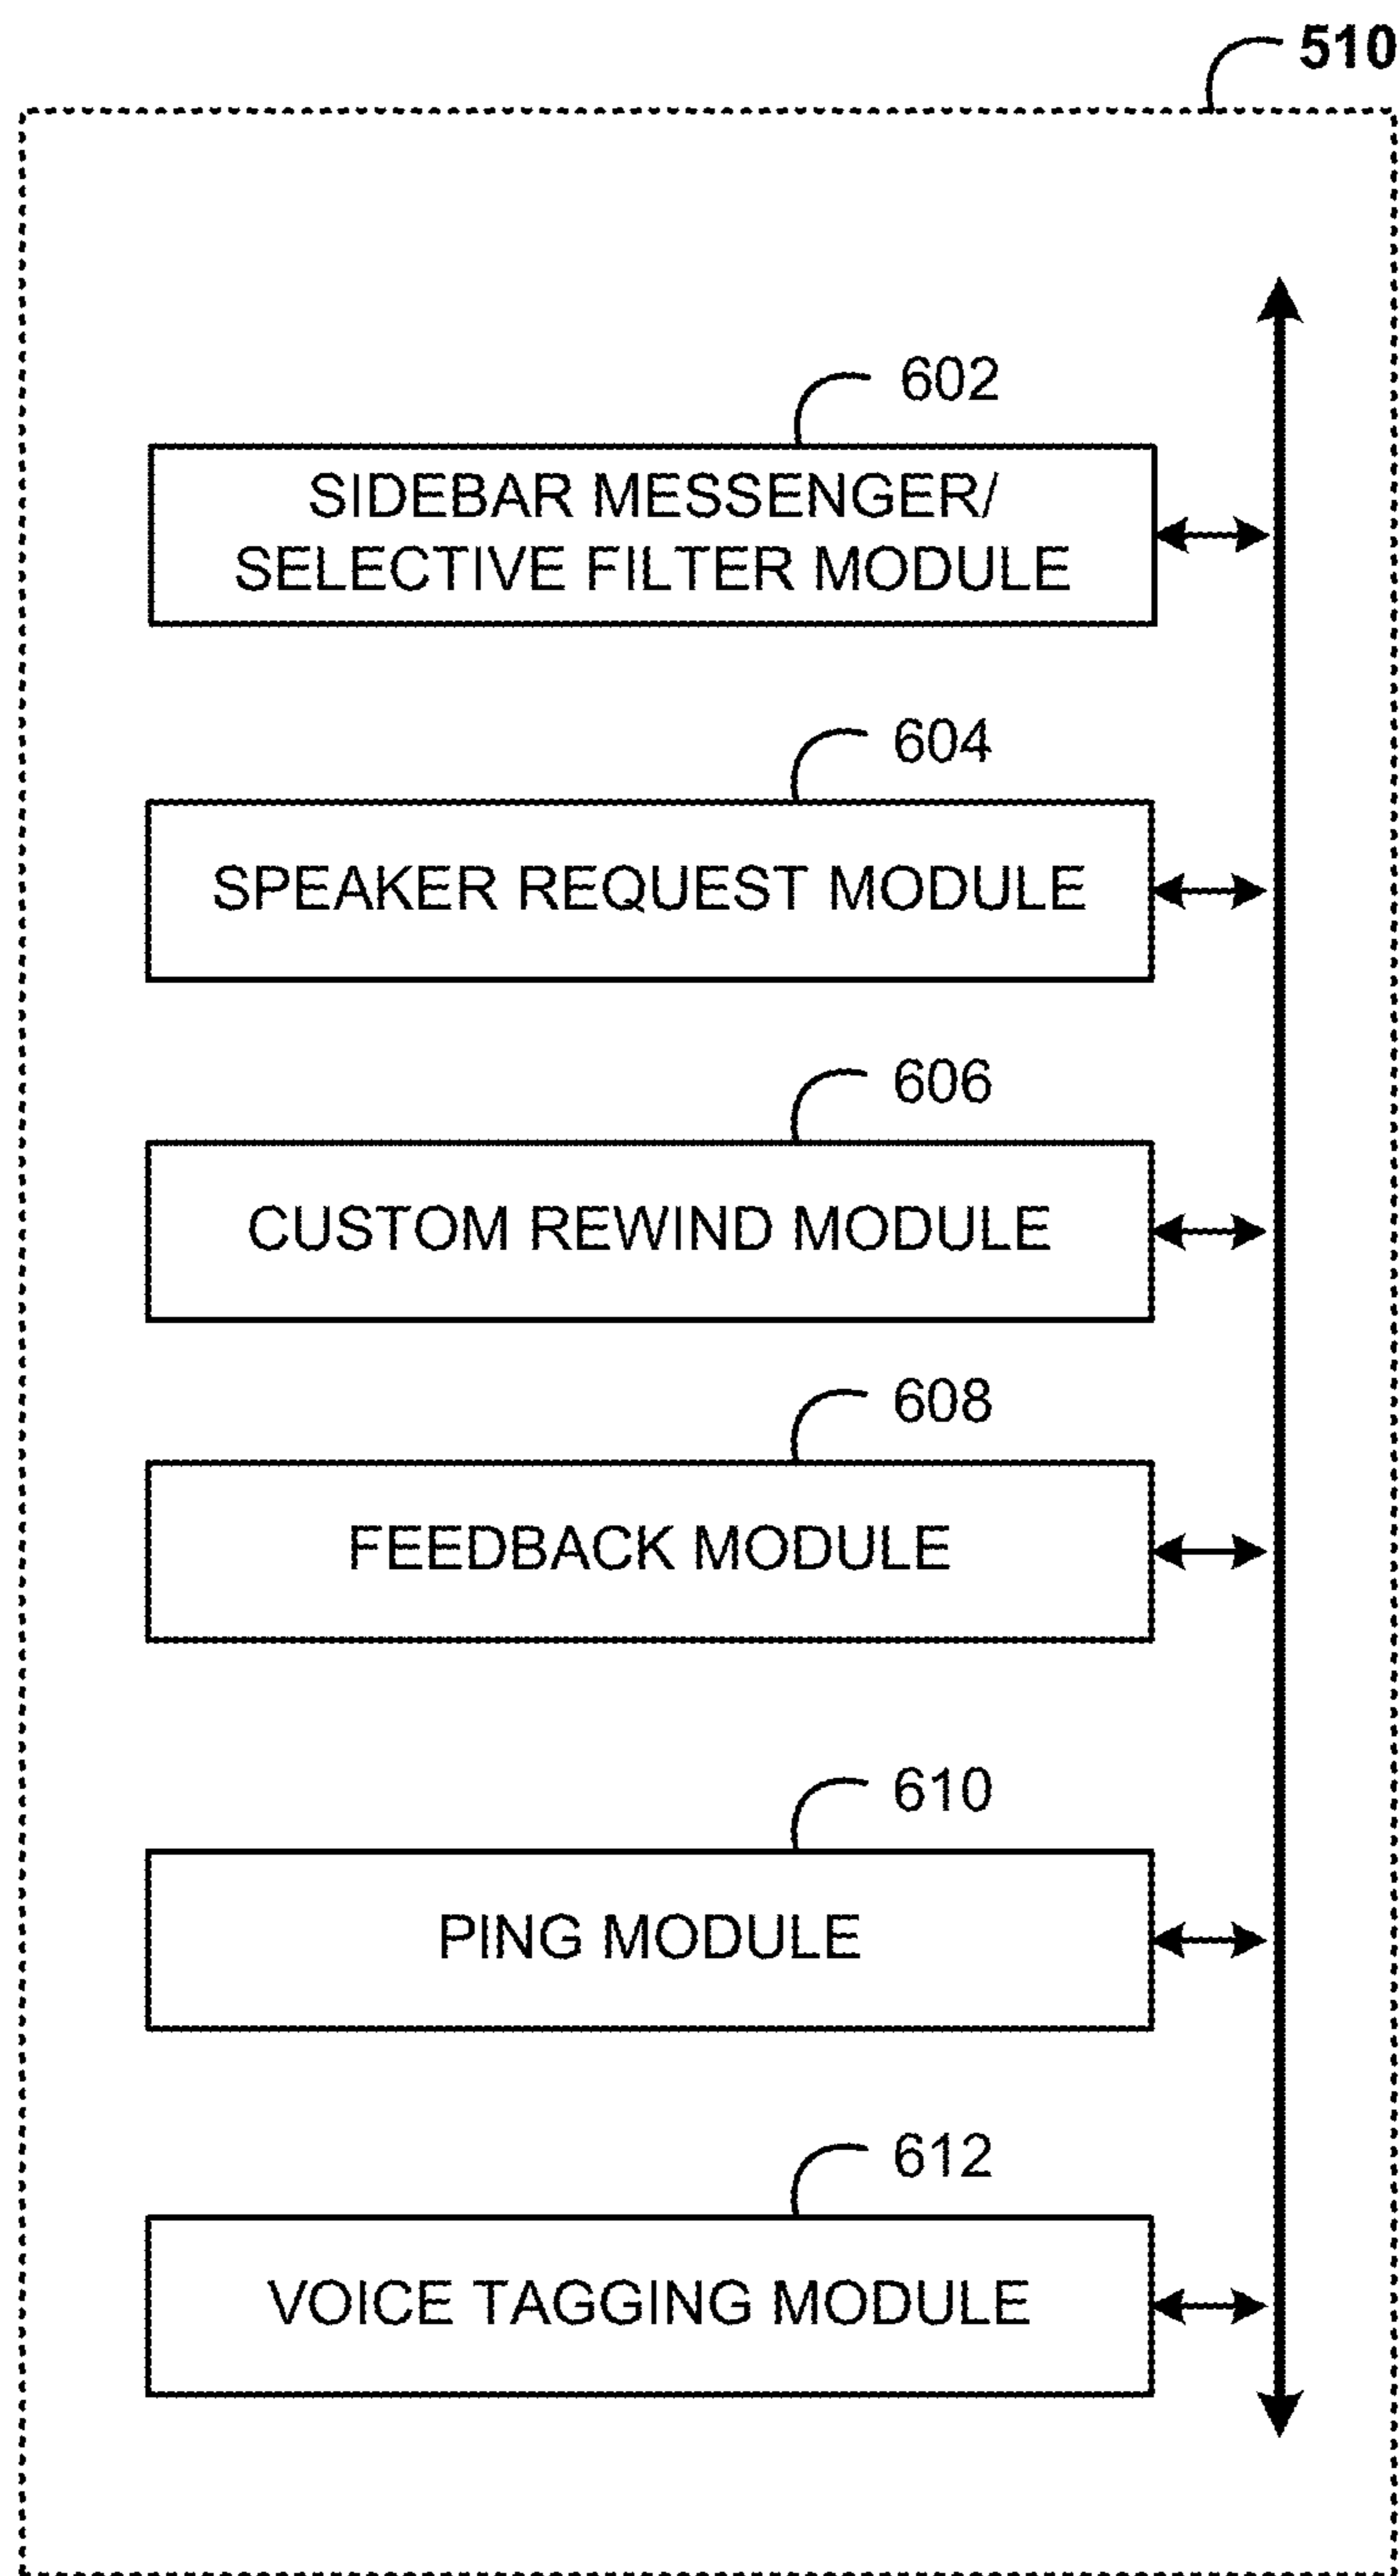 510
602
SIDEBAR MESSENGER/
SELECTIVE FILTER MODULE
604
SPEAKER REQUEST MODULE
606
CUSTOM REWIND MODULE
608
FEEDBACK MODULE
610
PING MODULE
612
VOICE TAGGING MODULE